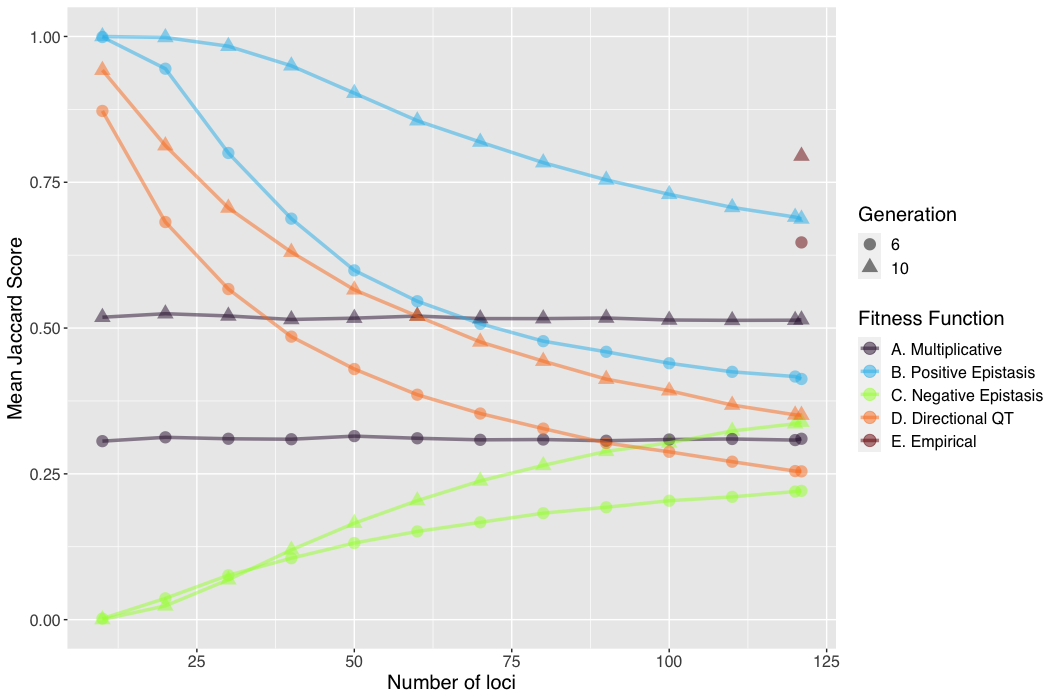 1.00
0.75
0.50
0.25
0.00
Mean Jaccard Score
25
50
75
100
125
Number of loci
Generation
6
10
Fitness Function
A. Multiplicative
B. Positive Epistasis
C. Negative Epistasis
D. Directional QT
E. Empirical